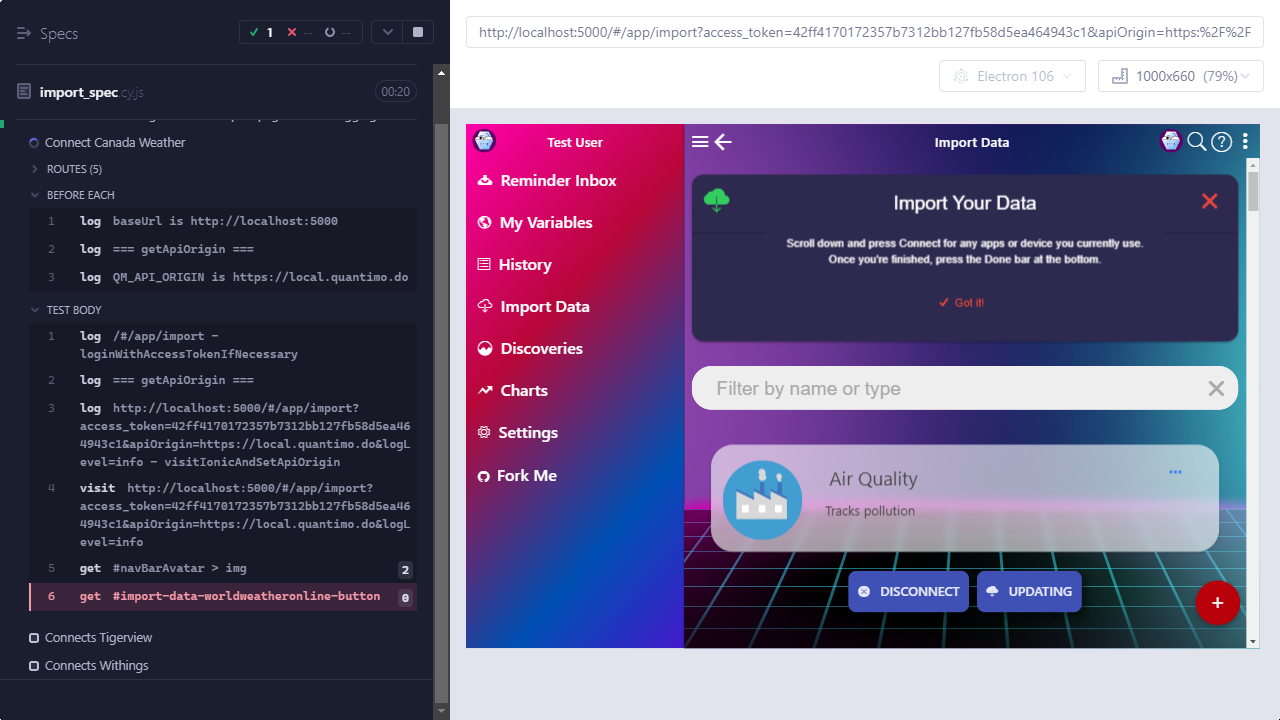 Specs
1
--
--
import_spec.cy.js
00:20
Connect Canada Weather
ROUTES (5)
BEFORE EACH
1 log baseUrl is http://localhost:5000
2 log === getApiOrigin ===
3 log QM_API_ORIGIN is https://local.quantimo.do
TEST BODY
1 log /#/app/import -
loginWithAccessTokenIfNecessary
2 log === getApiOrigin ===
3 log http://localhost:5000/#/app/import?
access_token=42ff4170172357b7312bb127fb58d5ea46
4943c1&apiOrigin=https://local.quantimo.do&logL
evel=info - visitIonicAndSetApiOrigin
4 visit http://localhost:5000/#/app/import?
access_token=42ff4170172357b7312bb127fb58d5ea46
4943c1&apiOrigin=https://local.quantimo.do&logL
evel=info
5 get #navBarAvatar > img 2
6 get #import-data-worldweatheronline-button 0
Connects Tigerview
Connects Withings
http://localhost:5000/#/app/import?access_token=42ff4170172357b7312bb127fb58d5ea464943c1&apiOrigin=https:%2F%2F
Electron 106
1000x660 (79%)
Test User
Reminder Inbox
My Variables
History
Import Data
Discoveries
Charts
Settings
Fork Me
Import Data
Import Your Data
Scroll down and press Connect for any apps or device you currently use.
Once you're finished, press the Done bar at the bottom.
Got it!
Filter by name or type
Air Quality
Tracks pollution
DISCONNECT
UPDATING